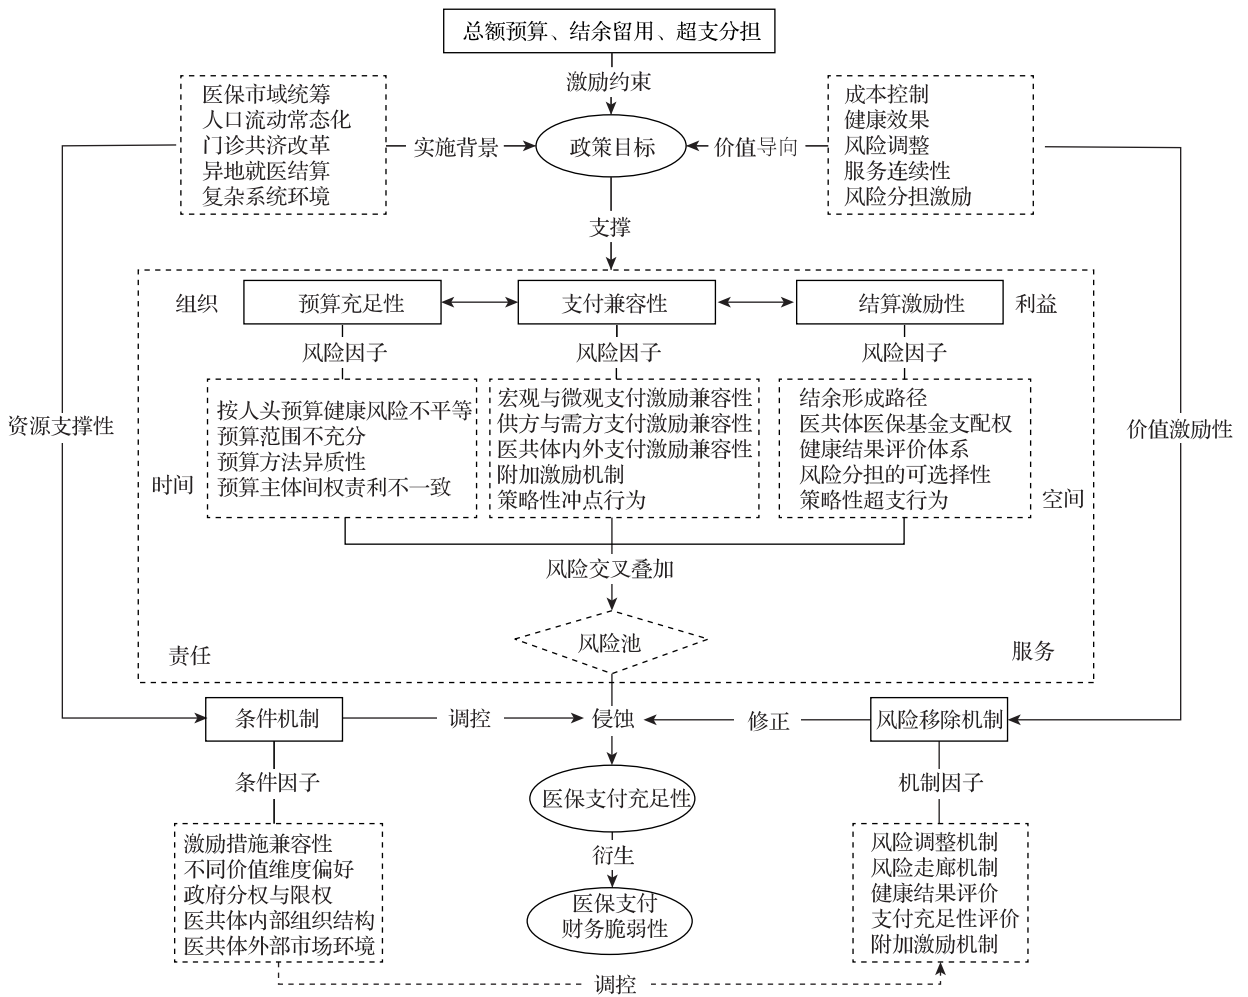 总额预算、结余留用、超支分担
激励约束
医保市域统筹
人口流动常态化
门诊共济改革
异地就医结算
复杂系统环境
实施背景
政策目标
价值导向
成本控制
健康效果
风险调整
服务连续性
风险分担激励
支撑
组织
预算充足性
支付兼容性
结算激励性
利益
风险因子
风险因子
风险因子
按人头预算健康风险不平等
预算范围不充分
预算方法异质性
预算主体间权责利不一致
宏观与微观支付激励兼容性
供方与需方支付激励兼容性
医共体内外支付激励兼容性
附加激励机制
策略性冲点行为
结余形成路径
医共体医保基金支配权
健康结果评价体系
风险分担的可选择性
策略性超支行为
资源支撑性
价值激励性
时间
空间
风险交叉叠加
风险池
责任
服务
条件机制
调控
侵蚀
修正
风险移除机制
条件因子
医保支付充足性
机制因子
激励措施兼容性
不同价值维度偏好
政府分权与限权
医共体内部组织结构
医共体外部市场环境
衍生
医保支付
财务脆弱性
风险调整机制
风险走廊机制
健康结果评价
支付充足性评价
附加激励机制
调控